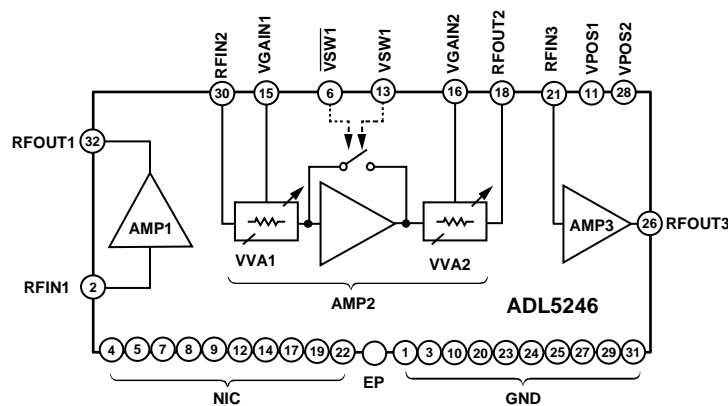 RFIN2
VGAIN1
VSW1
VSW1
VGAIN2
RFOUT2
RFIN3
VPOS1
VPOS2
30 15 6 13 16 18 21 11 28
RFOUT1 32
AMP1
AMP3
26 RFOUT3
VVA1
VVA2
RFIN1 2
AMP2
ADL5246
4 5 7 8 9 12 14 17 19 22 1 3 10 20 23 24 25 27 29 31
NIC
EP
GND